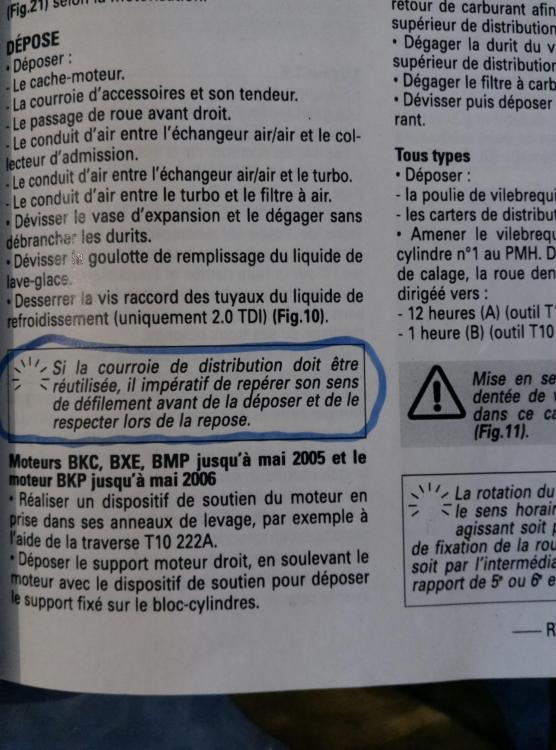 (Fig.21) selon la motorisation.
DÉPOSE
• Déposer :
- Le cache-moteur.
- La courroie d'accessoires et son tendeur.
- Le passage de roue avant droit.
- Le conduit d'air entre l'échangeur air/air et le col-
lecteur d'admission.
- Le conduit d'air entre l'échangeur air/air et le turbo.
- Le conduit d'air entre le turbo et le filtre à air.
• Dévisser le vase d'expansion et le dégager sans
débrancher les durits.
• Dévisser la goulotte de remplissage du liquide de
lave-glace.
• Desserrer la vis raccord des tuyaux du liquide de
refroidissement (uniquement 2.0 TDI) (Fig.10).
Si la courroie de distribution doit être
réutilisée, il impératif de repérer son sens
de défilement avant de la déposer et de le
respecter lors de la repose.
Moteurs BKC, BXE, BMP jusqu'à mai 2005 et le
moteur BKP jusqu'à mai 2006
• Réaliser un dispositif de soutien du moteur en
prise dans ses anneaux de levage, par exemple à
l'aide de la traverse T10 222A.
• Déposer le support moteur droit, en soulevant le
moteur avec le dispositif de soutien pour déposer
le support fixé sur le bloc-cylindres.
retour de carburant afin
supérieur de distribution
• Dégager la durit du v
supérieur de distribution
• Dégager le filtre à carb
• Dévisser puis déposer
rant.
Tous types
• Déposer :
- la poulie de vilebrequi
- les carters de distribut
• Amener le vilebrequ
cylindre n°1 au PMH. D
de calage, la roue den
dirigéé vers :
- 12 heures (A) (outil T
- 1 heure (B) (outil T10
Mise en se
dentée de v
dans ce ca
(Fig.11).
La rotation du
le sens horair
agissant soit p
de fixation de la rou
soit par l'intermédia
rapport de 5e ou 6e e
R